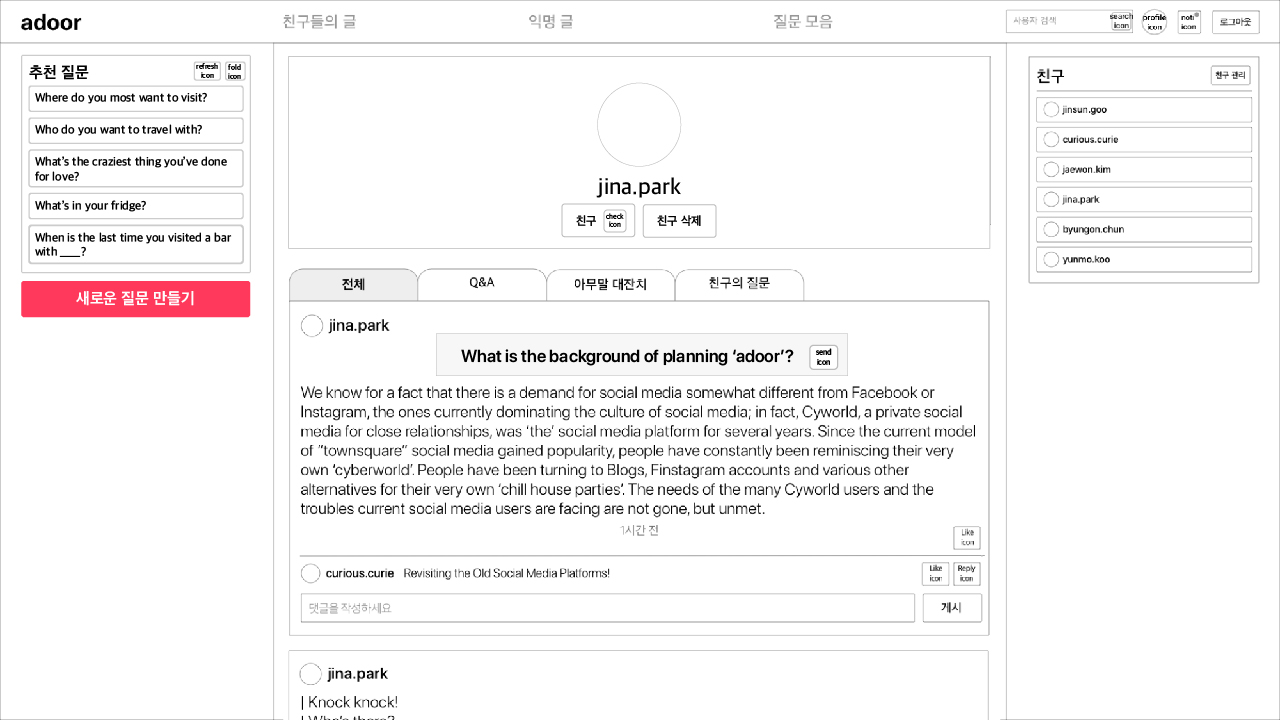 adoor
친구들의 글
익명 글
질문 모음
사용자 검색
search
icon
profile
icon
noti
icon
로그아웃
추천 질문
refresh
icon
fold
icon
Where do you most want to visit?
Who do you want to travel with?
What's the craziest thing you've done
for love?
What's in your fridge?
When is the last time you visited a bar
with ___?
새로운 질문 만들기
jina.park
친구
check
icon
친구 삭제
전체
Q&A
아무말 대잔치
친구의 질문
jina.park
What is the background of planning ‘adoor’?
send
icon
We know for a fact that there is a demand for social media somewhat different from Facebook or
Instagram, the ones currently dominating the culture of social media; in fact, Cyworld, a private social
media for close relationships, was ‘the’ social media platform for several years. Since the current model
of “townsquare” social media gained popularity, people have constantly been reminiscing their very
own ‘cyberworld’. People have been turning to Blogs, Finstagram accounts and various other
alternatives for their very own ‘chill house parties’. The needs of the many Cyworld users and the
troubles current social media users are facing are not gone, but unmet.
1시간 전
Like
icon
curious.curie Revisiting the Old Social Media Platforms!
Like
icon
Reply
icon
댓글을 작성하세요
게시
jina.park
| Knock knock!
| Who's there?
친구
친구 관리
jinsun.goo
curious.curie
jaewon.kim
jina.park
byungon.chun
yunmo.koo